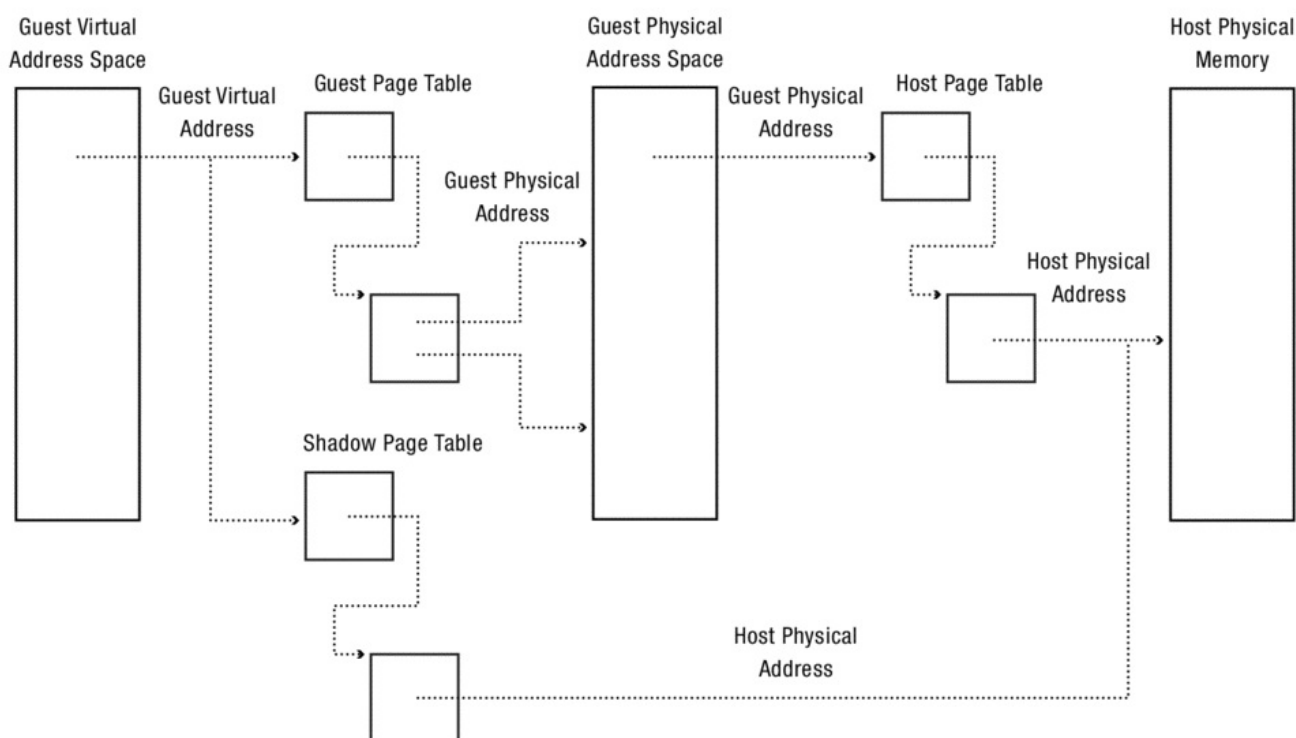 Guest Virtual
Address Space
Guest Physical
Address Space
Host Physical
Memory
Guest Virtual
Address
Guest Page Table
Guest Physical
Address
Host Page Table
Guest Physical
Address
Host Physical
Address
Shadow Page Table
Host Physical
Address